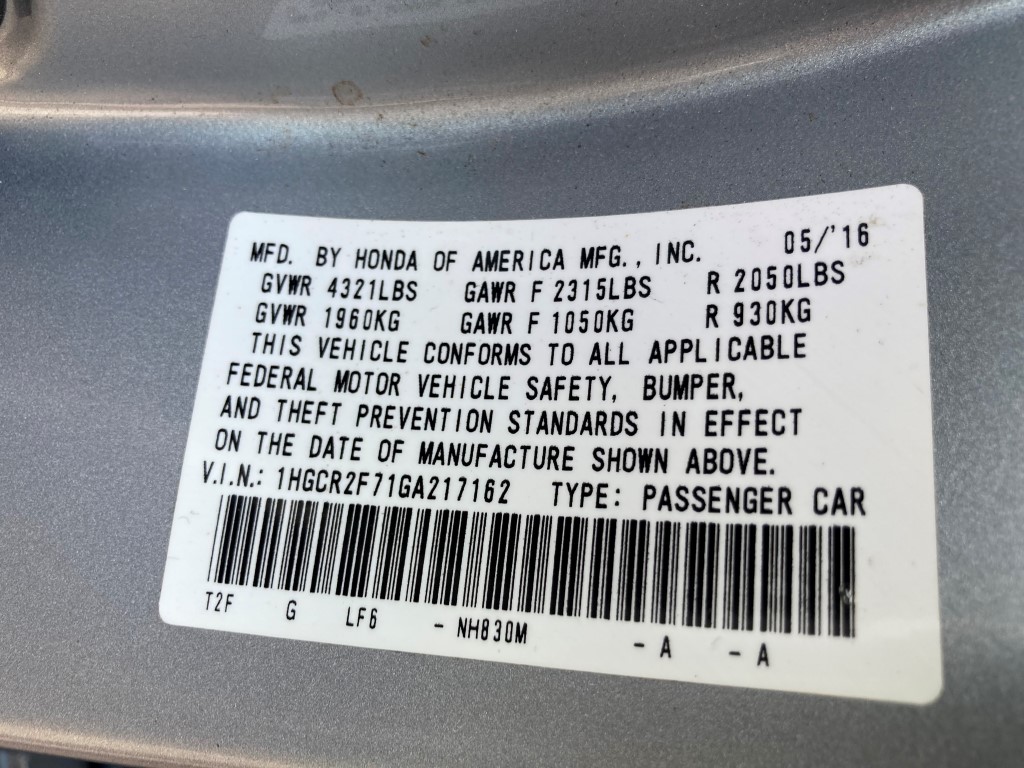 MFD. BY HONDA OF AMERICA MFG., INC. 05/'16
GVWR 4321LBS GAWR F 2315LBS R 2050LBS
GVWR 1960KG GAWR F 1050KG R 930KG
THIS VEHICLE CONFORMS TO ALL APPLICABLE
FEDERAL MOTOR VEHICLE SAFETY, BUMPER,
AND THEFT PREVENTION STANDARDS IN EFFECT
ON THE DATE OF MANUFACTURE SHOWN ABOVE.
V.I.N.: 1HGCR2F71GA217162 TYPE: PASSENGER CAR
T2F G LF6 - NH830M - A - A